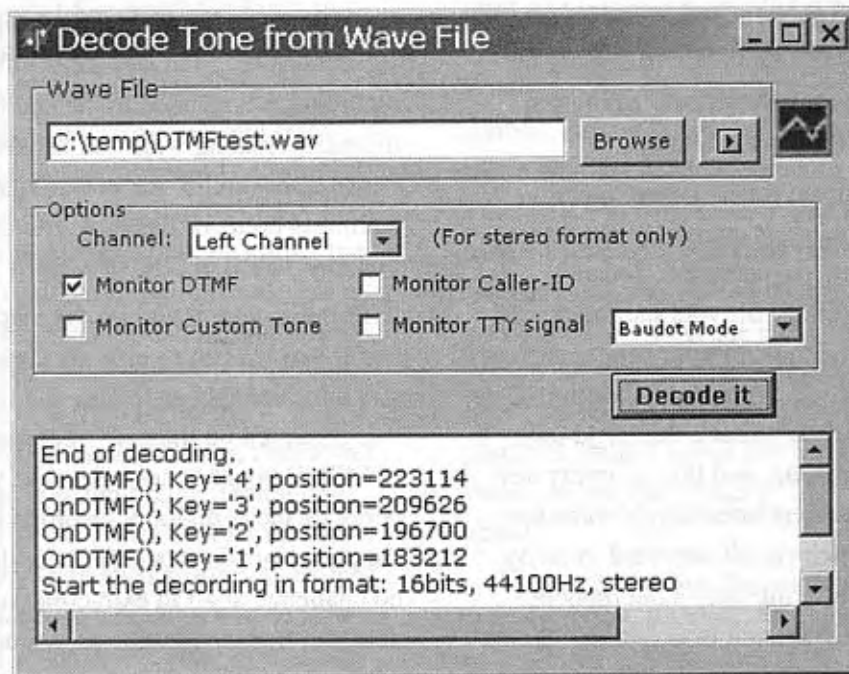 Decode Tone from Wave File
Wave File
C:\temp\DTMFtest.wav
Browse
Options
Channel: Left Channel (For stereo format only)
Monitor DTMF Monitor Caller-ID
Monitor Custom Tone Monitor TTY signal Baudot Mode
Decode it
End of decoding.
OnDTMF(), Key='4', position=223114
OnDTMF(), Key='3', position=209626
OnDTMF(), Key='2', position=196700
OnDTMF(), Key='1', position=183212
Start the decording in format: 16bits, 44100Hz, stereo